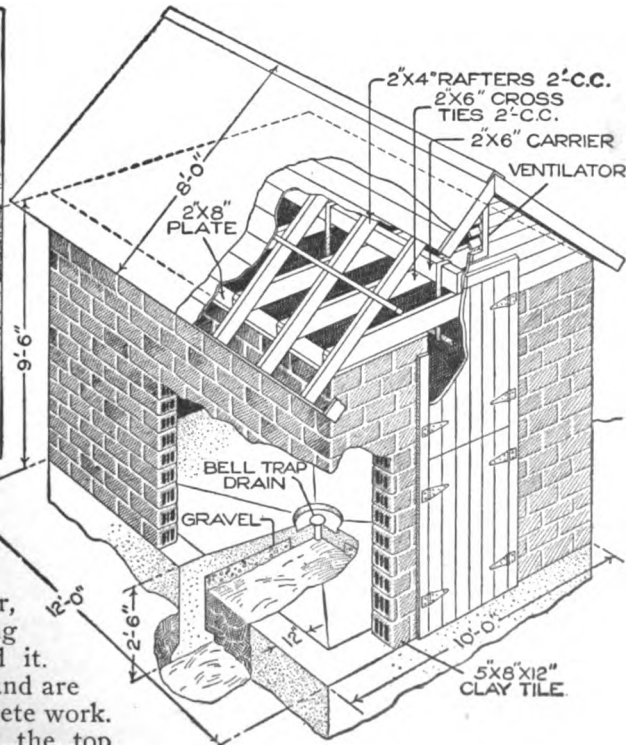 2"X4" RAFTERS 2'-C.C.
2"X6" CROSS
TIES 2'-C.C.
2"X6" CARRIER
VENTILATOR
8'-0"
2"X8"
PLATE
9'-6"
BELL TRAP
DRAIN
GRAVEL
12'-0"
2'-6"
12"
10'-0"
5"X8"X12"
CLAY TILE
it.
and are
ete work.
the top